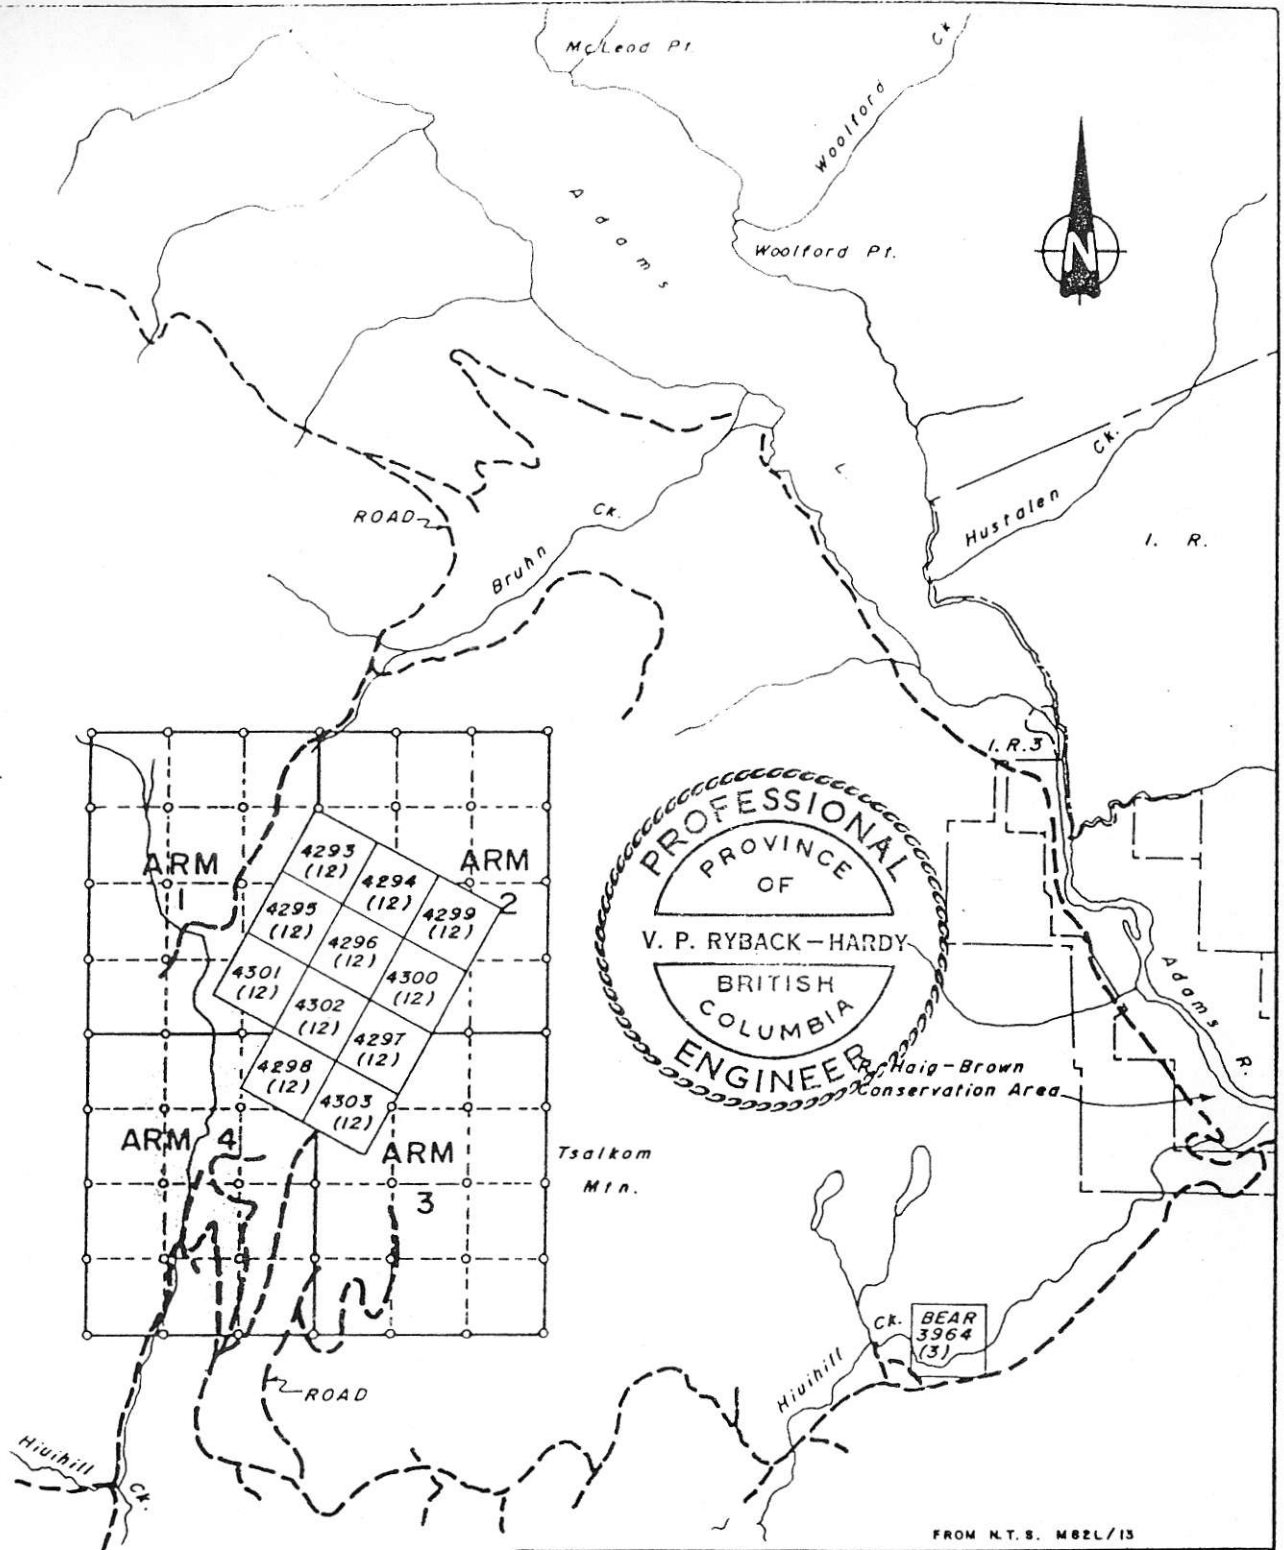 McLeod Pt.
Woolford Ck.
Adams
Woolford Pt.
N
L.
Hustalen Ck.
I. R.
ROAD
Bruhn Ck.
I.R.3
ARM
1
ARM
2
4293
(12)
4294
(12)
4299
(12)
4295
(12)
4296
(12)
4300
(12)
4301
(12)
4302
(12)
4297
(12)
4298
(12)
4303
(12)
ARM 4
ARM
3
PROFESSIONAL
PROVINCE
OF
V. P. RYBACK-HARDY
BRITISH
COLUMBIA
ENGINEER
Adams R.
R. Haig-Brown
Conservation Area
Tsalkom
Mtn.
BEAR
3964
(3)
Hiuihill Ck.
ROAD
Hiuihill Ck.
FROM N.T.S. M82L/13